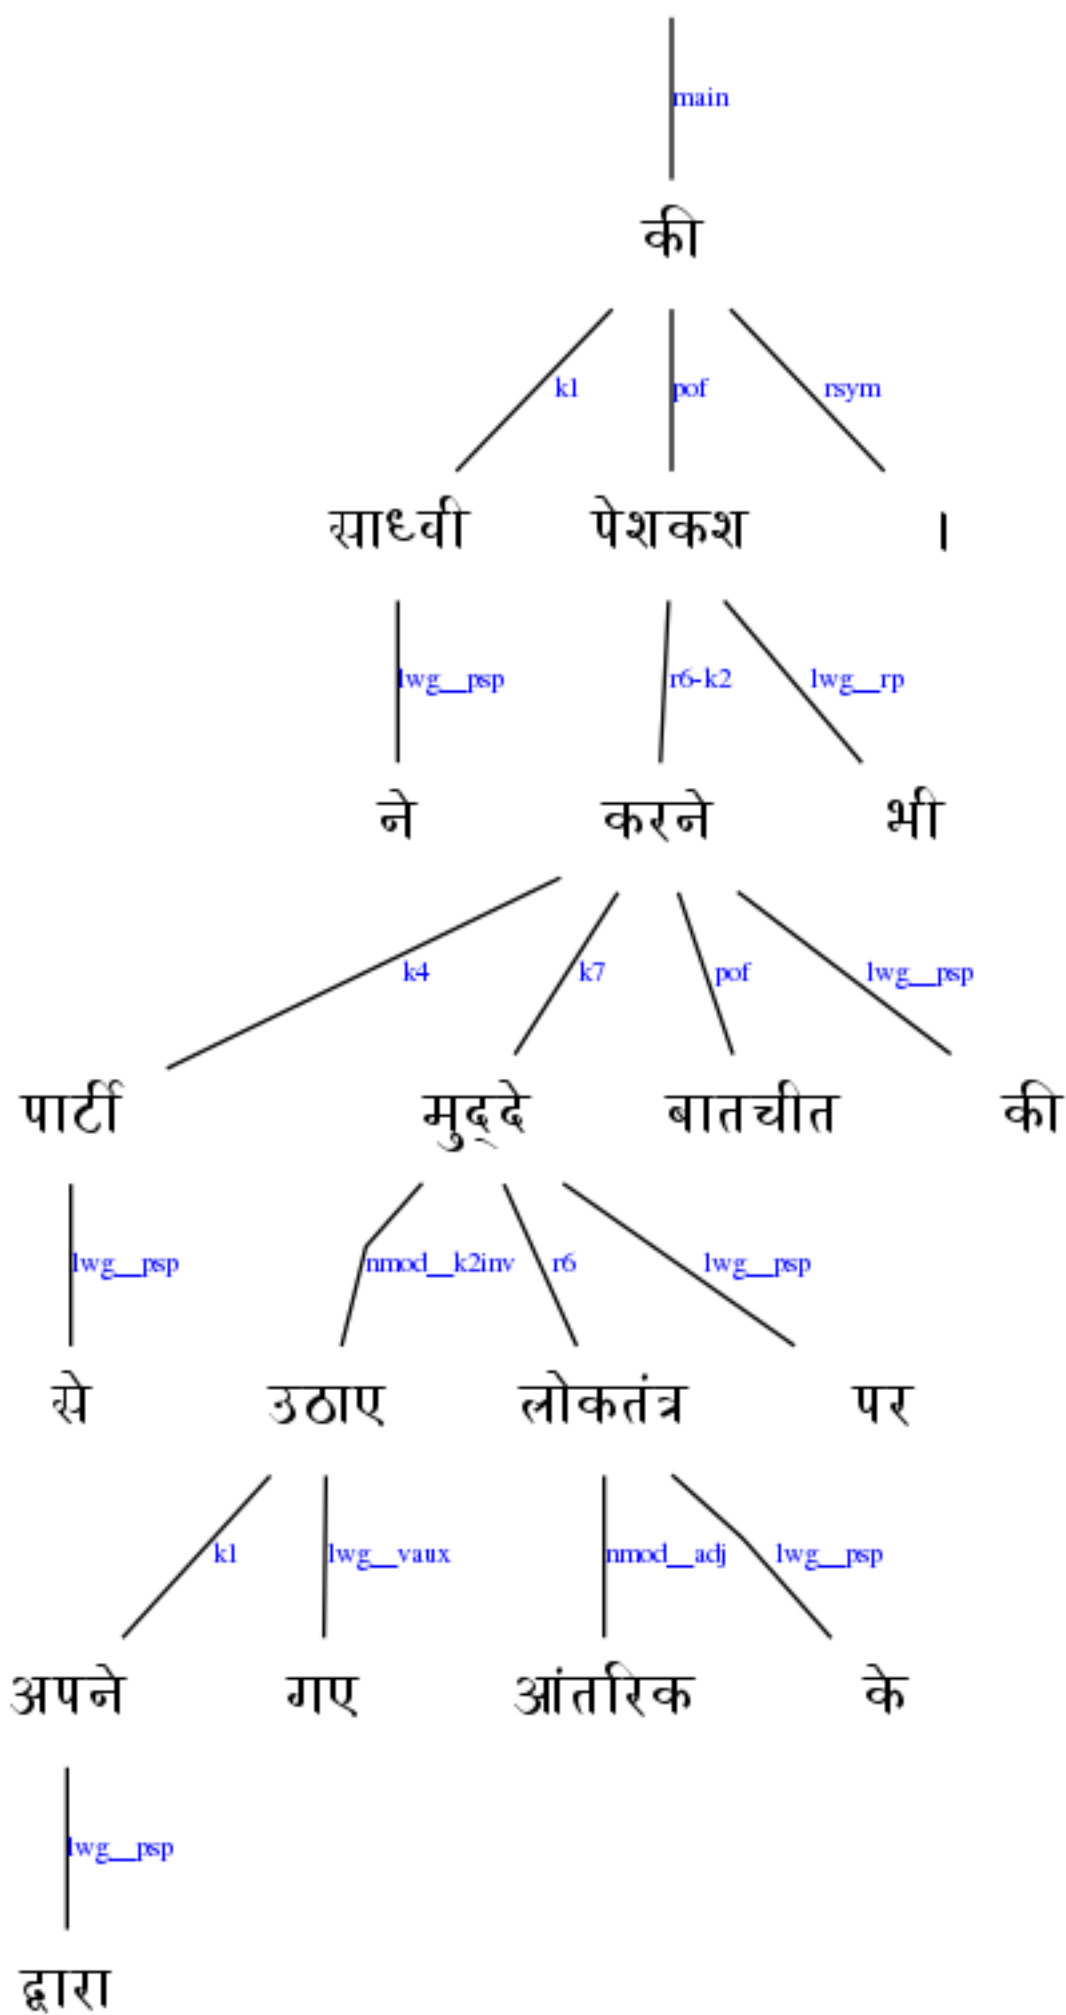 main
की
k1 pof rsym
साध्वी पेशकश ।
lwg__psp r6-k2 lwg__rp
ने करने भी
k4 k7 pof lwg__psp
पार्टी मुद्दे बातचीत की
lwg__psp nmod__k2inv r6 lwg__psp
से उठाए लोकतंत्र पर
k1 lwg__vaux nmod__adj lwg__psp
अपने गए आंतरिक के
lwg__psp
द्वारा